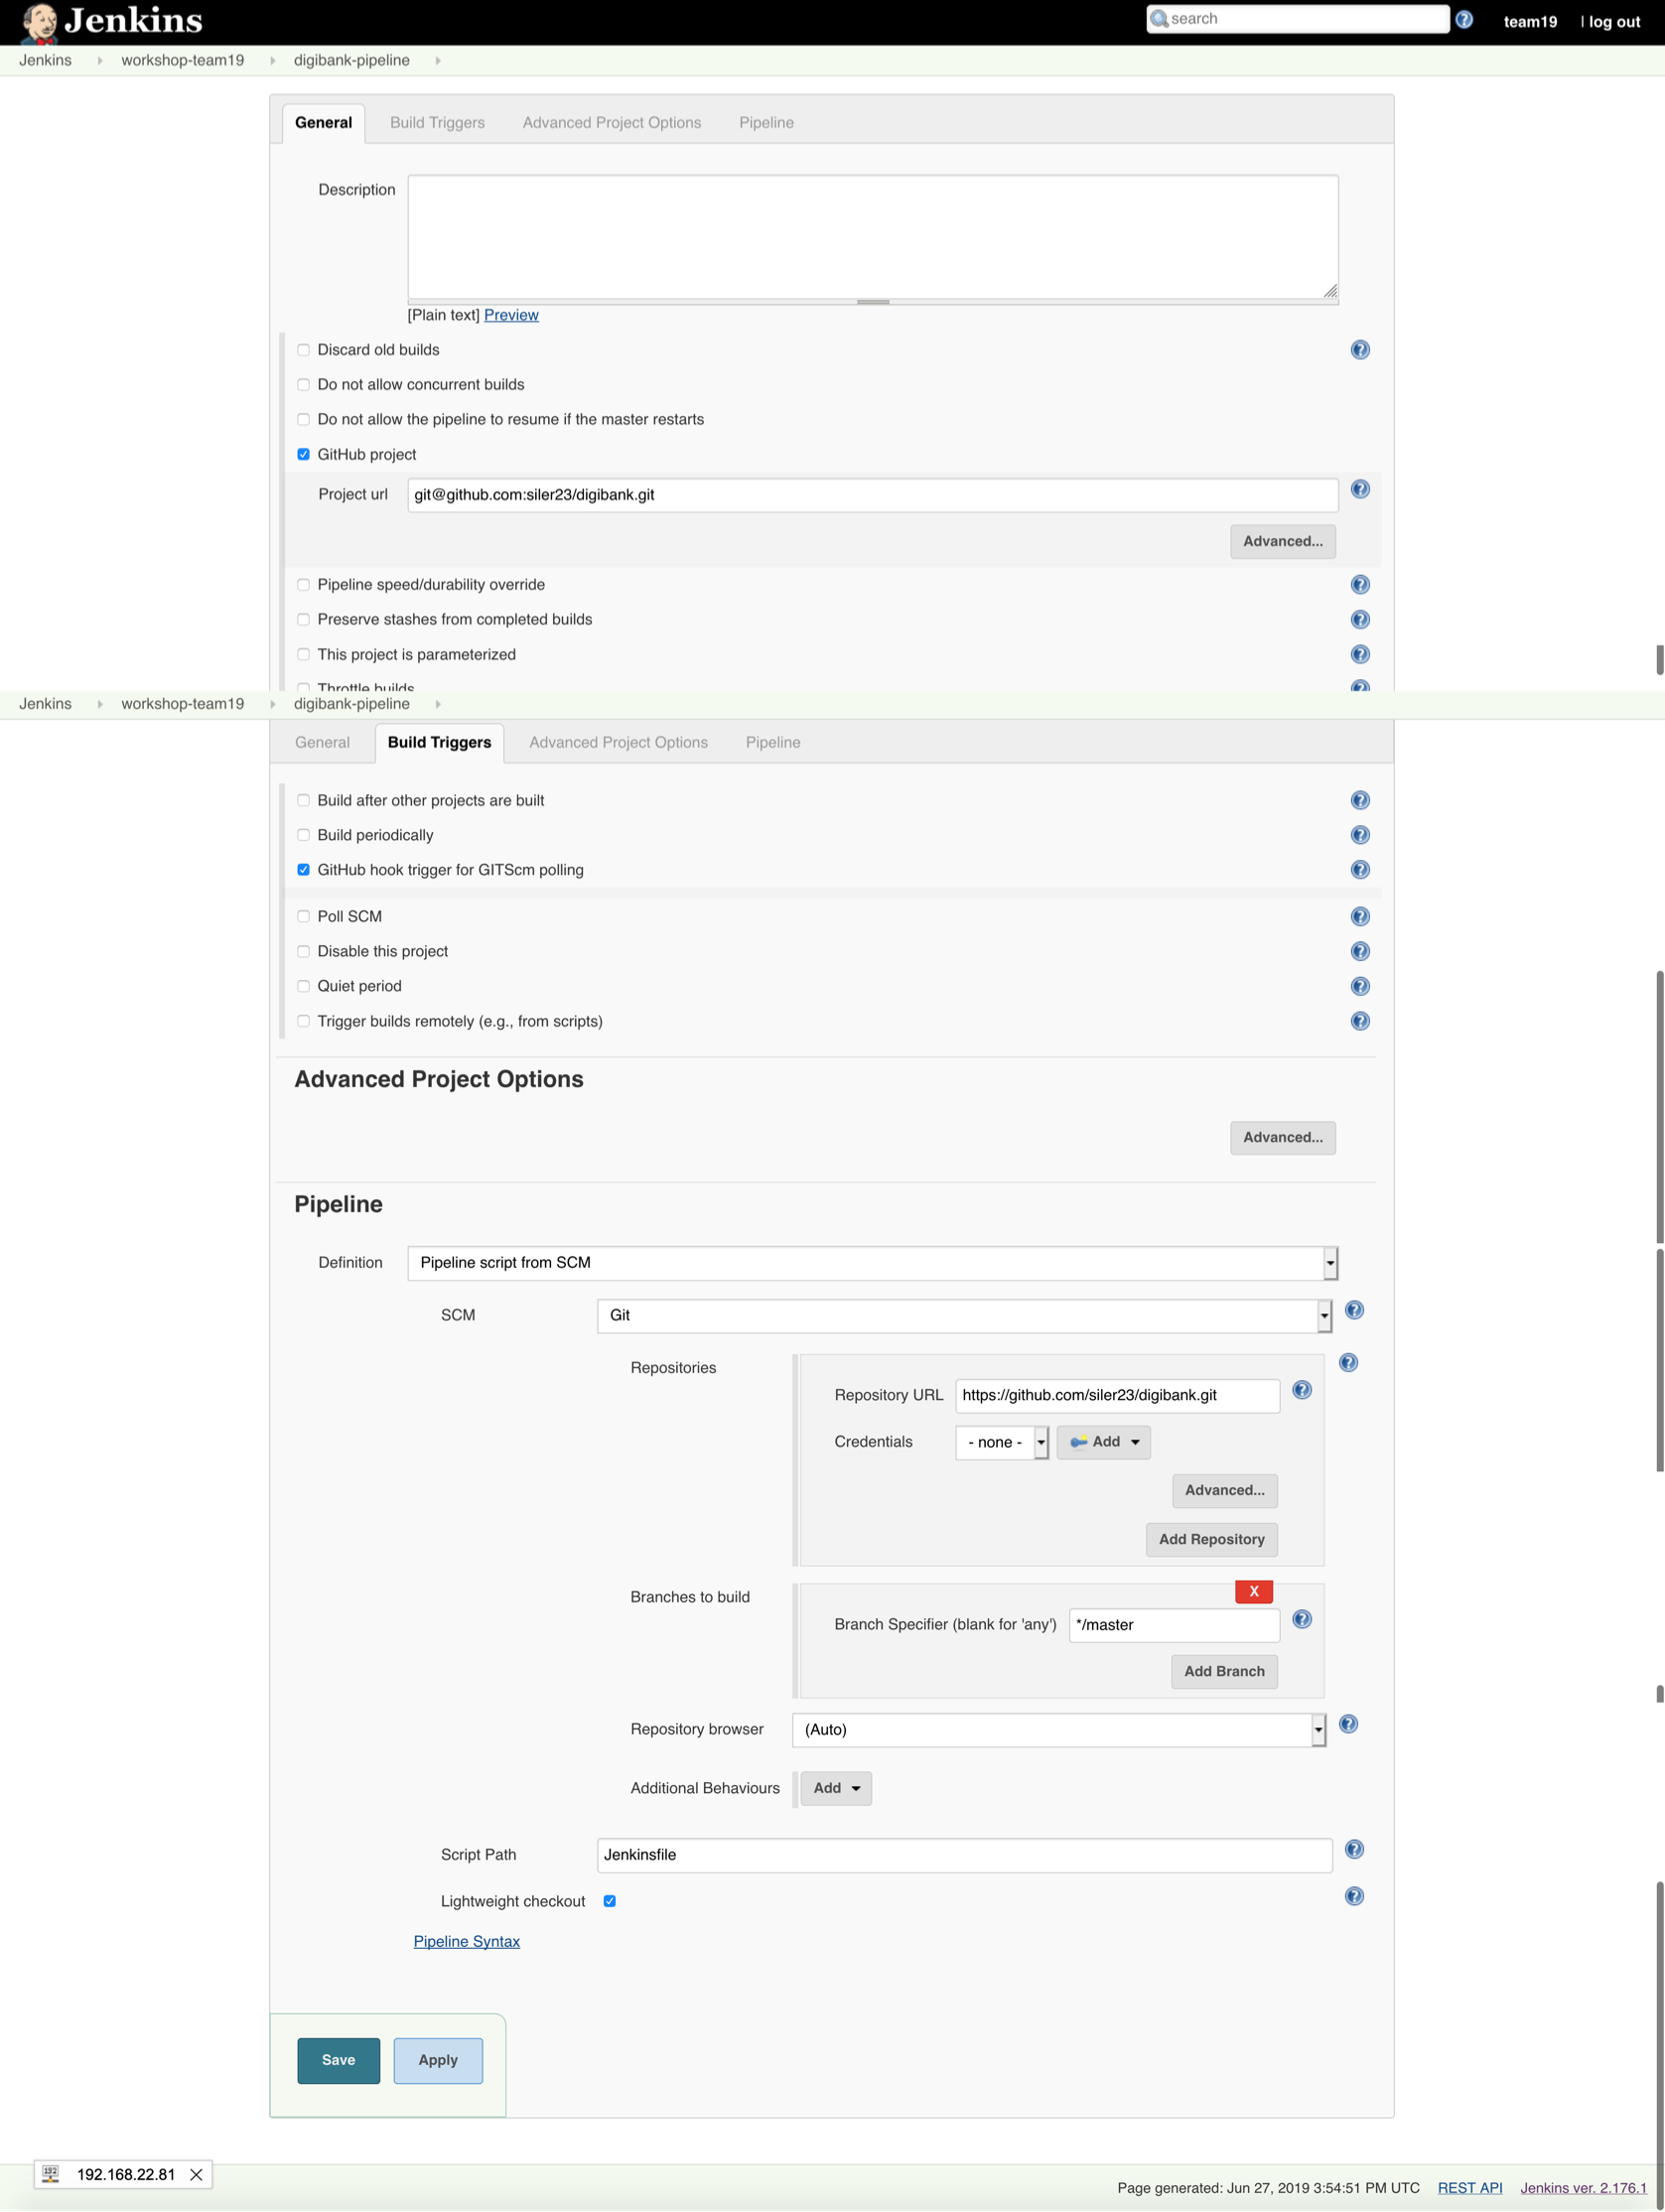 Jenkins
search
team19
| log out
Jenkins
workshop-team19
digibank-pipeline
General
Build Triggers
Advanced Project Options
Pipeline
Description
[Plain text] Preview
Discard old builds
Do not allow concurrent builds
Do not allow the pipeline to resume if the master restarts
GitHub project
Project url
git@github.com:siler23/digibank.git
Advanced...
Pipeline speed/durability override
Preserve stashes from completed builds
This project is parameterized
Throttle builds
Jenkins
workshop-team19
digibank-pipeline
General
Build Triggers
Advanced Project Options
Pipeline
Build after other projects are built
Build periodically
GitHub hook trigger for GITScm polling
Poll SCM
Disable this project
Quiet period
Trigger builds remotely (e.g., from scripts)
Advanced Project Options
Advanced...
Pipeline
Definition
Pipeline script from SCM
SCM
Git
Repositories
Repository URL
https://github.com/siler23/digibank.git
Credentials
- none -
Add
Advanced...
Add Repository
Branches to build
X
Branch Specifier (blank for 'any')
*/master
Add Branch
Repository browser
(Auto)
Additional Behaviours
Add
Script Path
Jenkinsfile
Lightweight checkout
Pipeline Syntax
Save
Apply
192.168.22.81
Page generated: Jun 27, 2019 3:54:51 PM UTC
REST API
Jenkins ver. 2.176.1